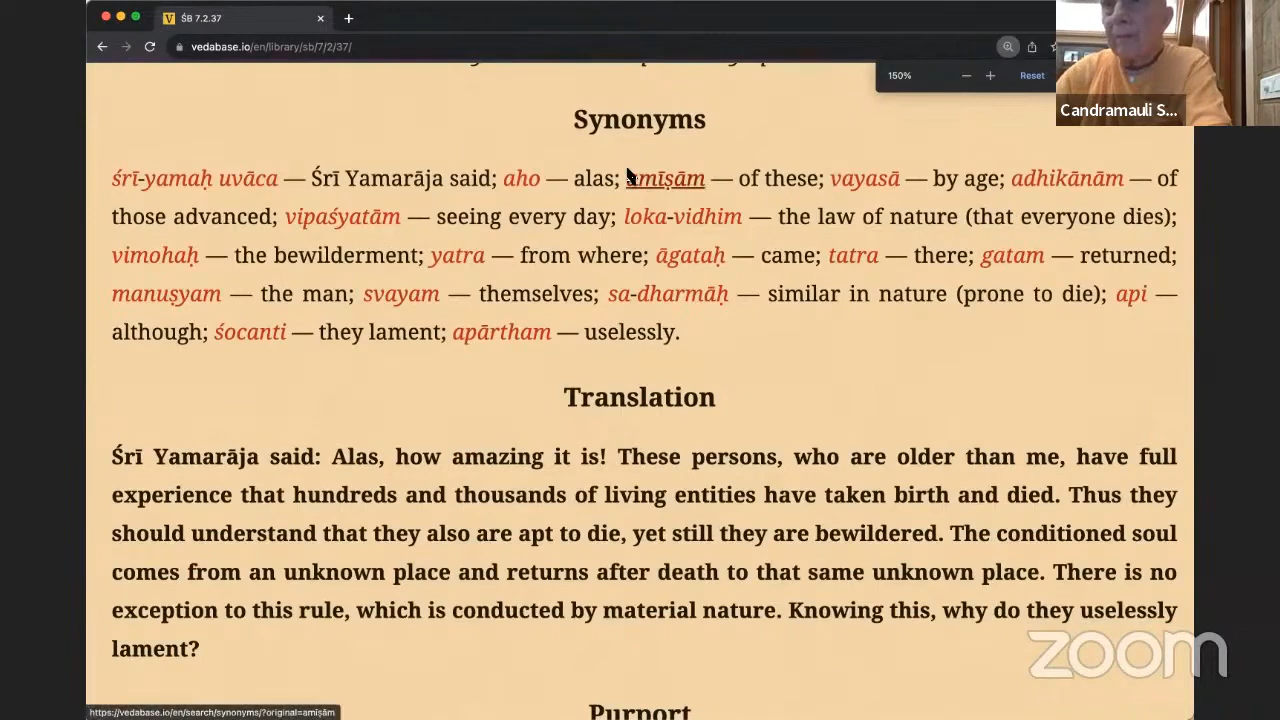 ŚB 7.2.37
vedabase.io/en/library/sb/7/2/37/
150%
Reset
Candramauli S...
Synonyms
śrī-yamaḥ uvāca — Śrī Yamarāja said; aho — alas; amīṣām — of these; vayasā — by age; adhikānām — of
those advanced; vipaśyatām — seeing every day; loka-vidhim — the law of nature (that everyone dies);
vimohaḥ — the bewilderment; yatra — from where; āgataḥ — came; tatra — there; gatam — returned;
manuṣyam — the man; svayam — themselves; sa-dharmāḥ — similar in nature (prone to die); api —
although; śocanti — they lament; apārtham — uselessly.
Translation
Śrī Yamarāja said: Alas, how amazing it is! These persons, who are older than me, have full
experience that hundreds and thousands of living entities have taken birth and died. Thus they
should understand that they also are apt to die, yet still they are bewildered. The conditioned soul
comes from an unknown place and returns after death to that same unknown place. There is no
exception to this rule, which is conducted by material nature. Knowing this, why do they uselessly
lament?
zoom
Purport
https://vedabase.io/en/search/synonyms/?original=amīṣām